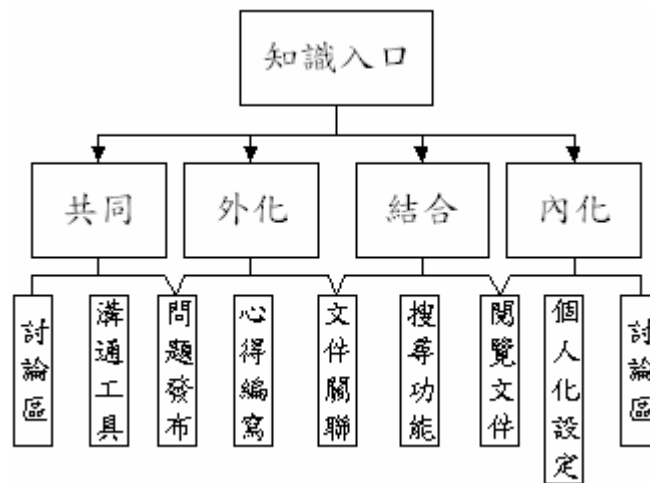 知識入口
共同
外化
結合
內化
討論區
溝通工具
問題發布
心得編寫
文件關聯
搜尋功能
閱覽文件
個人化設定
討論區